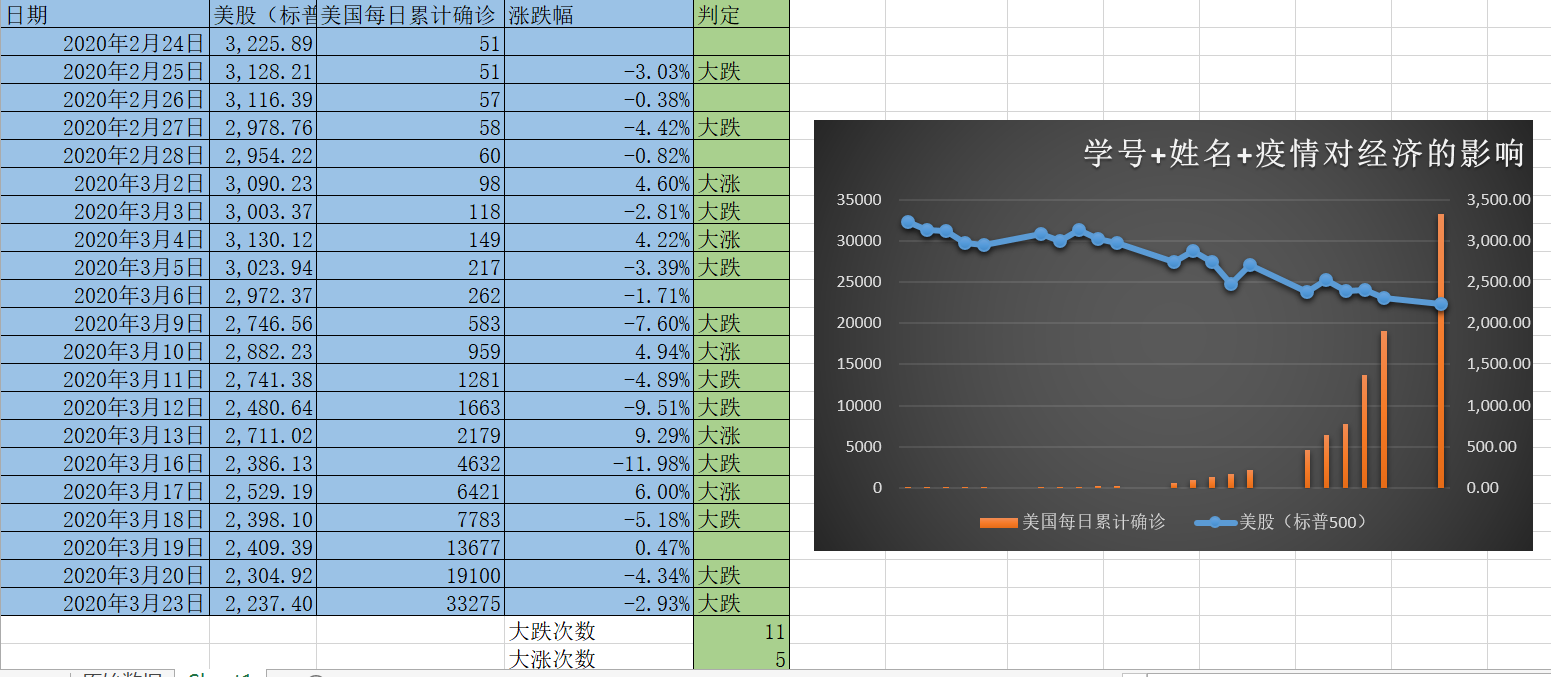 日期 美股（标普 美国每日累计确诊 涨跌幅 判定
2020年2月24日 3,225.89 51
2020年2月25日 3,128.21 51 -3.03% 大跌
2020年2月26日 3,116.39 57 -0.38%
2020年2月27日 2,978.76 58 -4.42% 大跌
2020年2月28日 2,954.22 60 -0.82%
2020年3月2日 3,090.23 98 4.60% 大涨
2020年3月3日 3,003.37 118 -2.81% 大跌
2020年3月4日 3,130.12 149 4.22% 大涨
2020年3月5日 3,023.94 217 -3.39% 大跌
2020年3月6日 2,972.37 262 -1.71%
2020年3月9日 2,746.56 583 -7.60% 大跌
2020年3月10日 2,882.23 959 4.94% 大涨
2020年3月11日 2,741.38 1281 -4.89% 大跌
2020年3月12日 2,480.64 1663 -9.51% 大跌
2020年3月13日 2,711.02 2179 9.29% 大涨
2020年3月16日 2,386.13 4632 -11.98% 大跌
2020年3月17日 2,529.19 6421 6.00% 大涨
2020年3月18日 2,398.10 7783 -5.18% 大跌
2020年3月19日 2,409.39 13677 0.47%
2020年3月20日 2,304.92 19100 -4.34% 大跌
2020年3月23日 2,237.40 33275 -2.93% 大跌
大跌次数 11
大涨次数 5
学号+姓名+疫情对经济的影响
35000 3,500.00
30000 3,000.00
25000 2,500.00
20000 2,000.00
15000 1,500.00
10000 1,000.00
5000 500.00
0 0.00
美国每日累计确诊 美股（标普500）